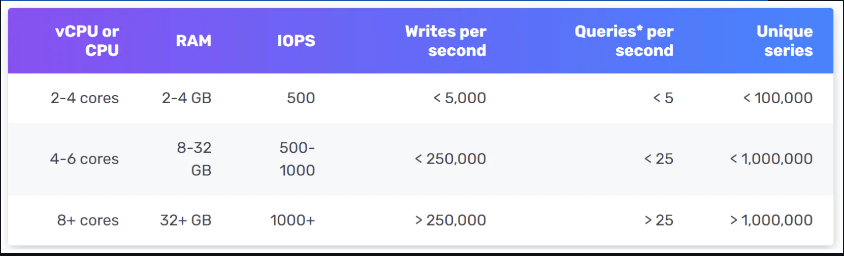 vCPU or CPU RAM IOPS Writes per second Queries* per second Unique series
2-4 cores 2-4 GB 500 < 5,000 < 5 < 100,000
4-6 cores 8-32 GB 500-1000 < 250,000 < 25 < 1,000,000
8+ cores 32+ GB 1000+ > 250,000 > 25 > 1,000,000